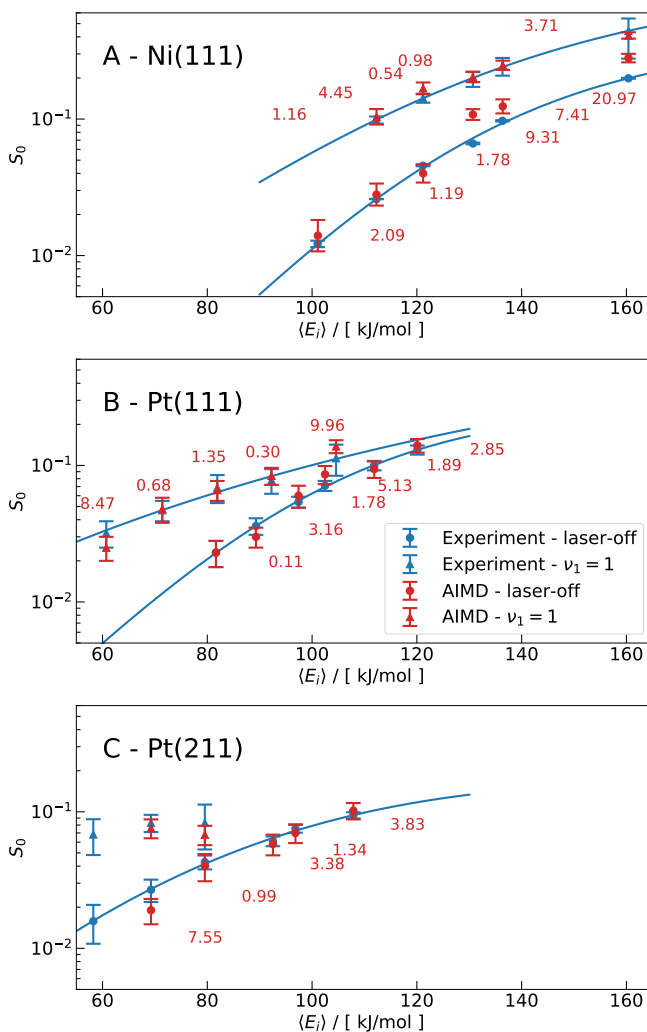 A - Ni(111)
3.71
0.98
0.54
4.45
1.16
20.97
7.41
9.31
1.78
1.19
2.09
10⁻¹
10⁻²
S₀
60 80 100 120 140 160
⟨Eᵢ⟩ / [ kJ/mol ]
B - Pt(111)
9.96
0.30
1.35
0.68
8.47
2.85
1.89
5.13
1.78
3.16
0.11
10⁻¹
10⁻²
S₀
Experiment - laser-off
Experiment - ν₁ = 1
AIMD - laser-off
AIMD - ν₁ = 1
60 80 100 120 140 160
⟨Eᵢ⟩ / [ kJ/mol ]
C - Pt(211)
3.83
1.34
3.38
0.99
7.55
10⁻¹
10⁻²
S₀
60 80 100 120 140 160
⟨Eᵢ⟩ / [ kJ/mol ]